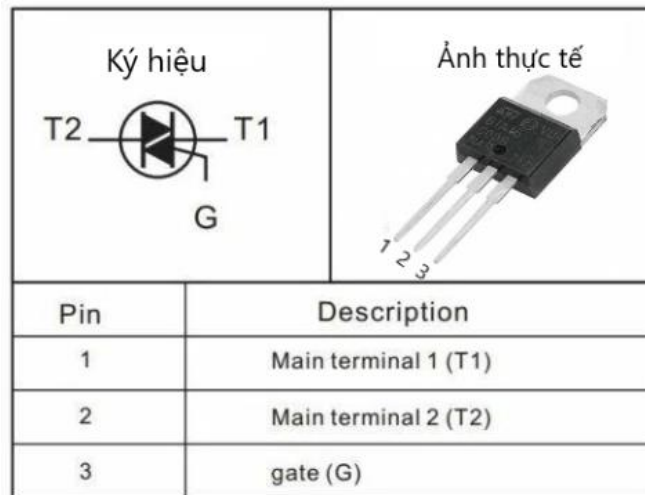 Ký hiệu
Ảnh thực tế
T2
T1
G
1 2 3
Pin
Description
1
Main terminal 1 (T1)
2
Main terminal 2 (T2)
3
gate (G)